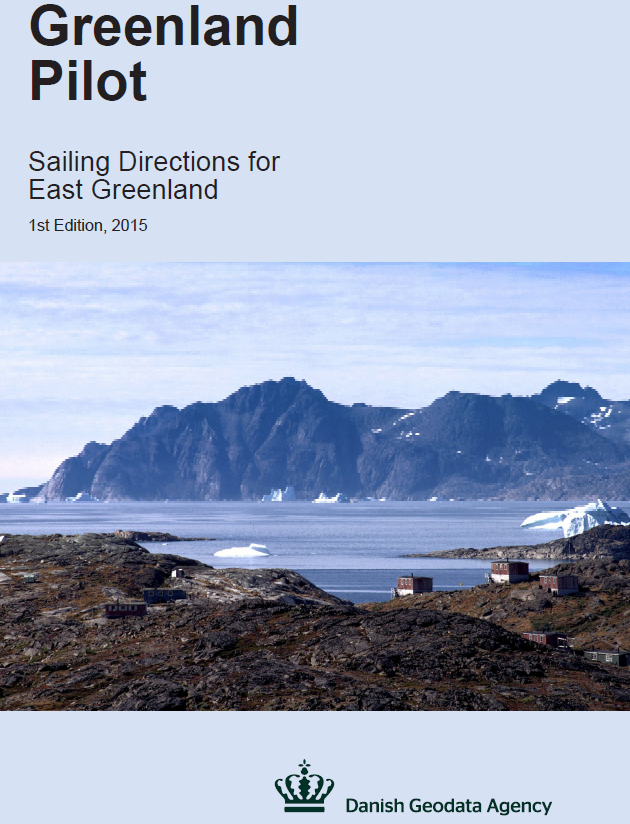 Greenland
Pilot
Sailing Directions for
East Greenland
1st Edition, 2015
Danish Geodata Agency